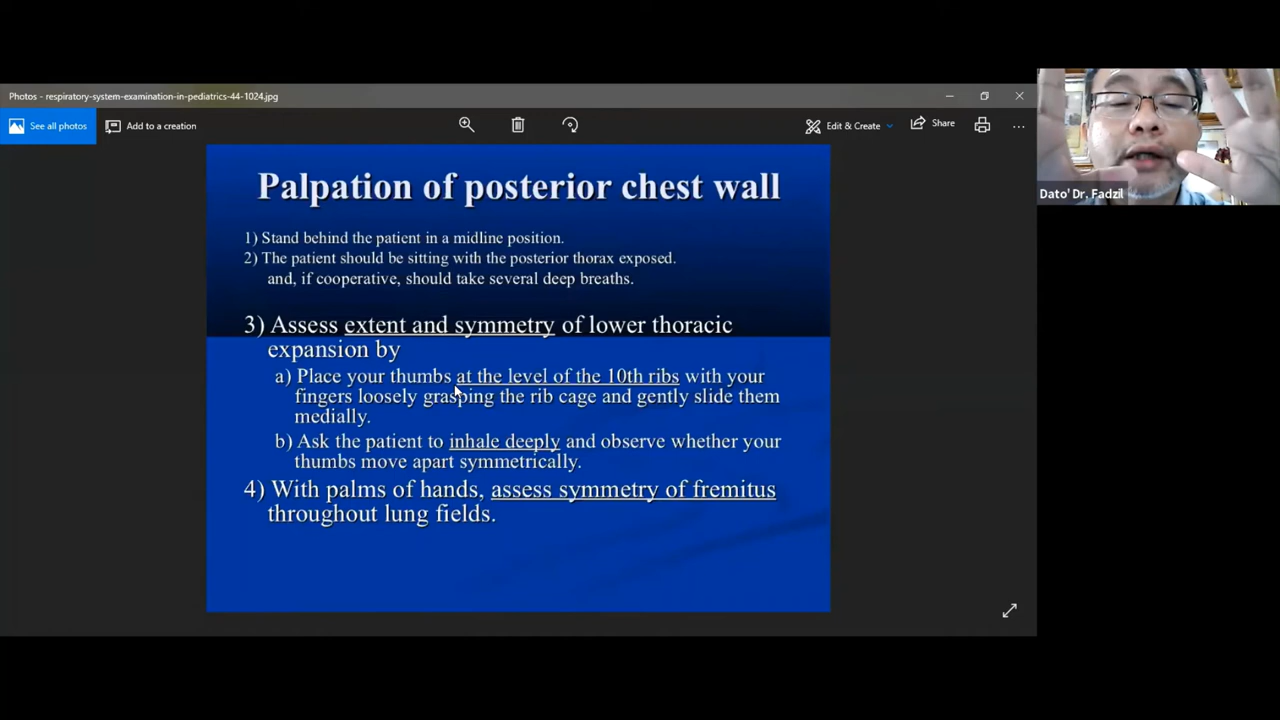 Photos - respiratory-system-examination-in-pediatrics-44-1024.jpg
See all photos
Add to a creation
Edit & Create
Share
Dato' Dr. Fadzil
Palpation of posterior chest wall
1) Stand behind the patient in a midline position.
2) The patient should be sitting with the posterior thorax exposed.
and, if cooperative, should take several deep breaths.
3) Assess extent and symmetry of lower thoracic
expansion by
a) Place your thumbs at the level of the 10th ribs with your
fingers loosely grasping the rib cage and gently slide them
medially.
b) Ask the patient to inhale deeply and observe whether your
thumbs move apart symmetrically.
4) With palms of hands, assess symmetry of fremitus
throughout lung fields.